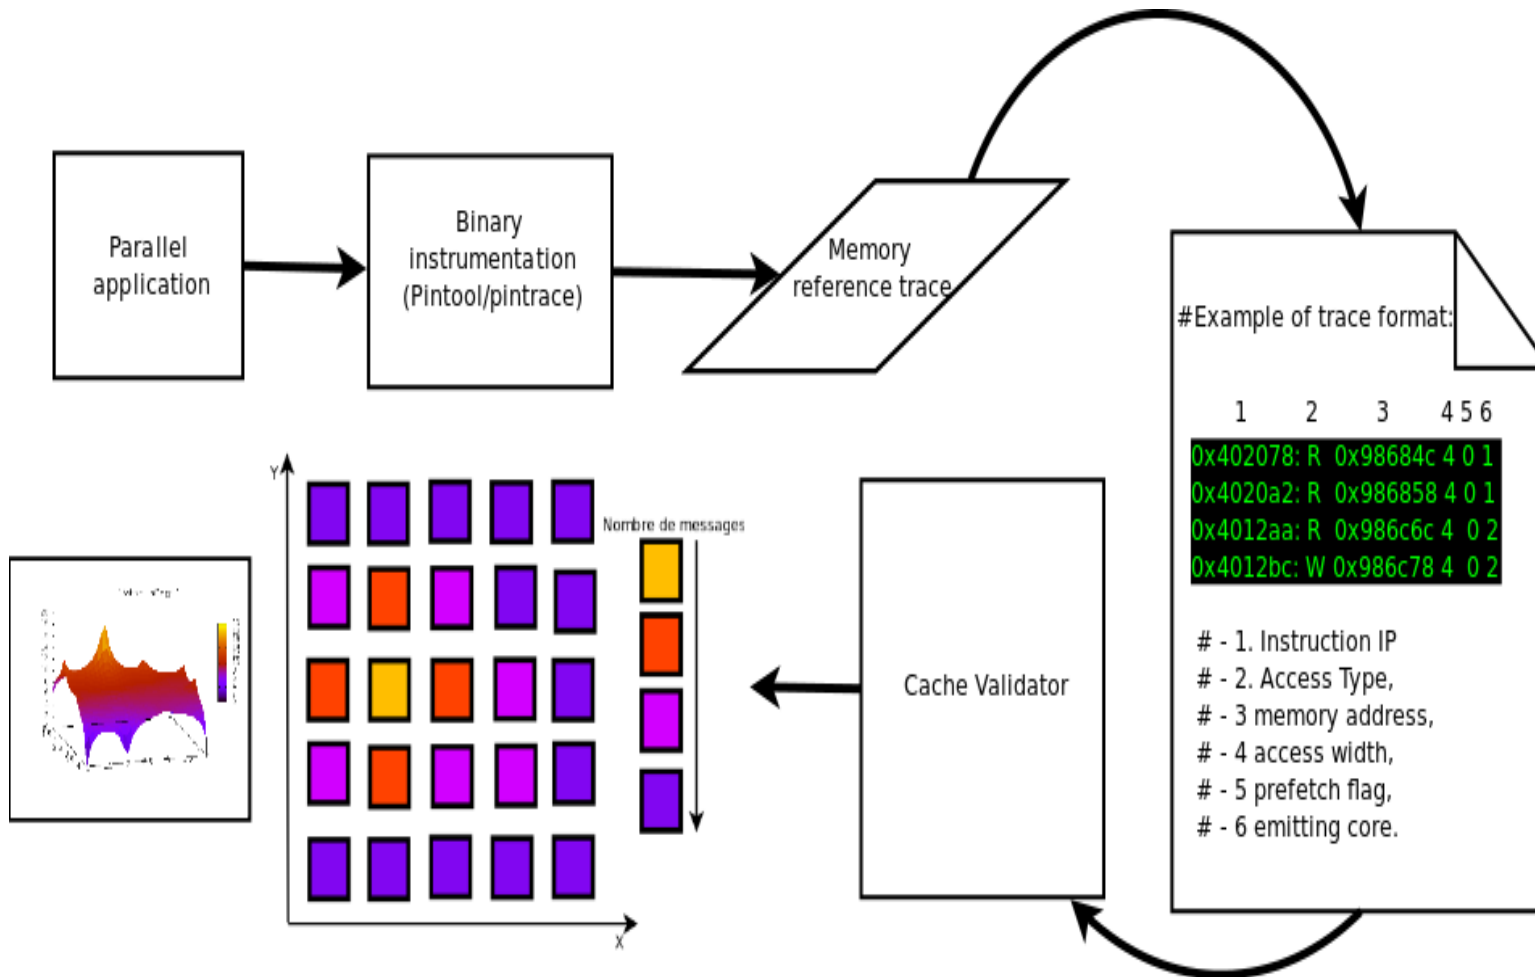 Parallel
application
Binary
instrumentation
(Pintool/pintrace)
Memory
reference trace
#Example of trace format:
1 2 3 4 5 6
0x402078: R 0x98684c 4 0 1
0x4020a2: R 0x986858 4 0 1
0x4012aa: R 0x986c6c 4 0 2
0x4012bc: W 0x986c78 4 0 2
# - 1. Instruction IP
# - 2. Access Type,
# - 3 memory address,
# - 4 access width,
# - 5 prefetch flag,
# - 6 emitting core.
Cache Validator
Nombre de messages
Y
X